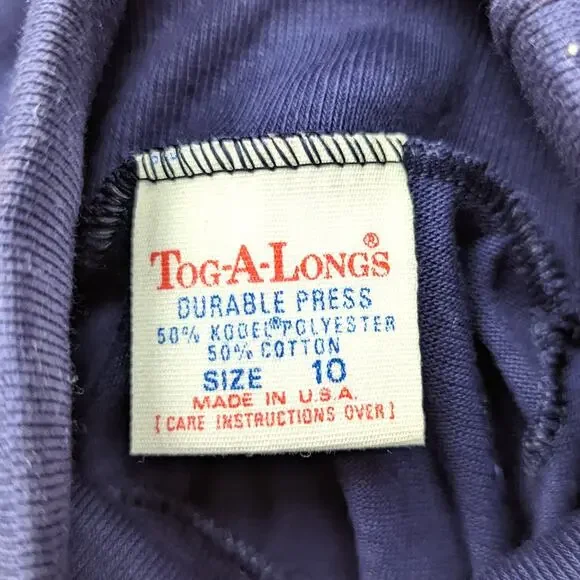 TOG-A-LONGS®
DURABLE PRESS
50% KODEL® POLYESTER
50% COTTON
SIZE 10
MADE IN U.S.A.
[CARE INSTRUCTIONS OVER]